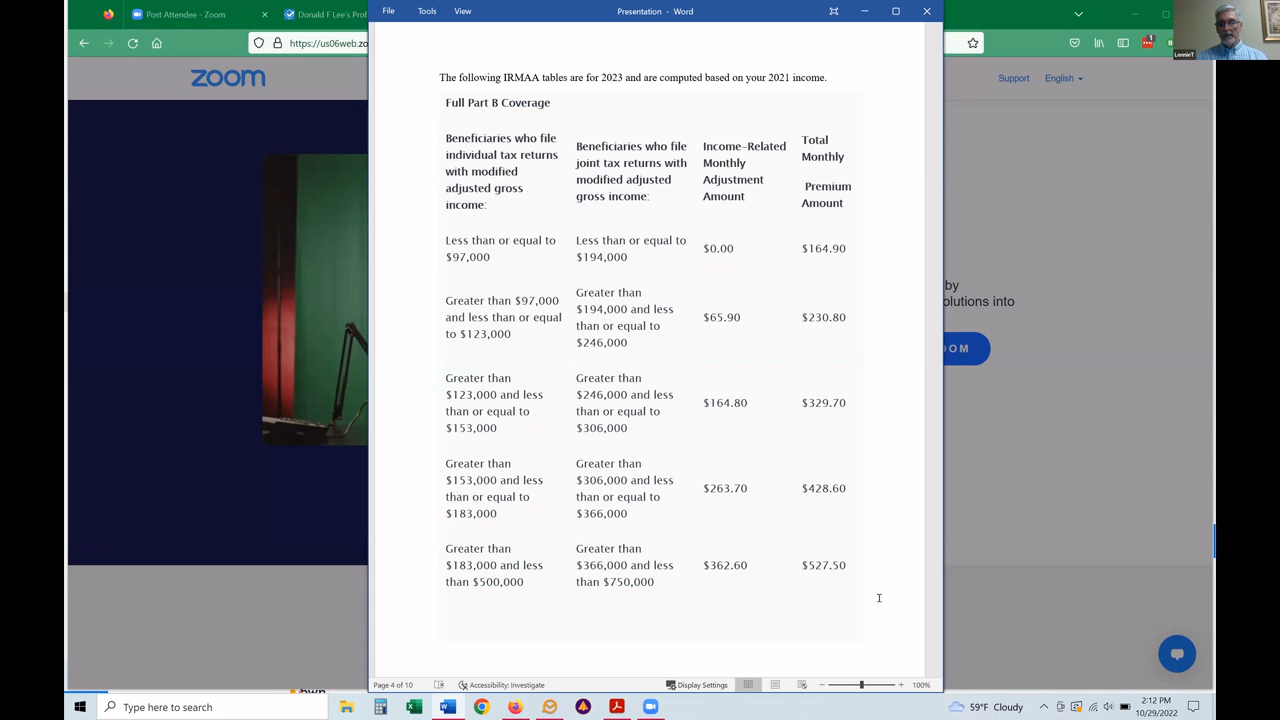 File Tools View Presentation - Word
Post Attendee - Zoom
Donald F Lee's Prof
https://us06web.zo
1
LonnieT
zoom
Support English
The following IRMAA tables are for 2023 and are computed based on your 2021 income.
Full Part B Coverage
Beneficiaries who file
individual tax returns
with modified
adjusted gross
income:
Beneficiaries who file
joint tax returns with
modified adjusted
gross income:
Income–Related
Monthly
Adjustment
Amount
Total
Monthly
Premium
Amount
Less than or equal to
$97,000
Less than or equal to
$194,000
$0.00
$164.90
Greater than $97,000
and less than or equal
to $123,000
Greater than
$194,000 and less
than or equal to
$246,000
$65.90
$230.80
Greater than
$123,000 and less
than or equal to
$153,000
Greater than
$246,000 and less
than or equal to
$306,000
$164.80
$329.70
Greater than
$153,000 and less
than or equal to
$183,000
Greater than
$306,000 and less
than or equal to
$366,000
$263.70
$428.60
Greater than
$183,000 and less
than $500,000
Greater than
$366,000 and less
than $750,000
$362.60
$527.50
by
olutions into
OOM
Page 4 of 10
Accessibility: Investigate
Display Settings
100%
Type here to search
59°F Cloudy
2:12 PM
10/29/2022